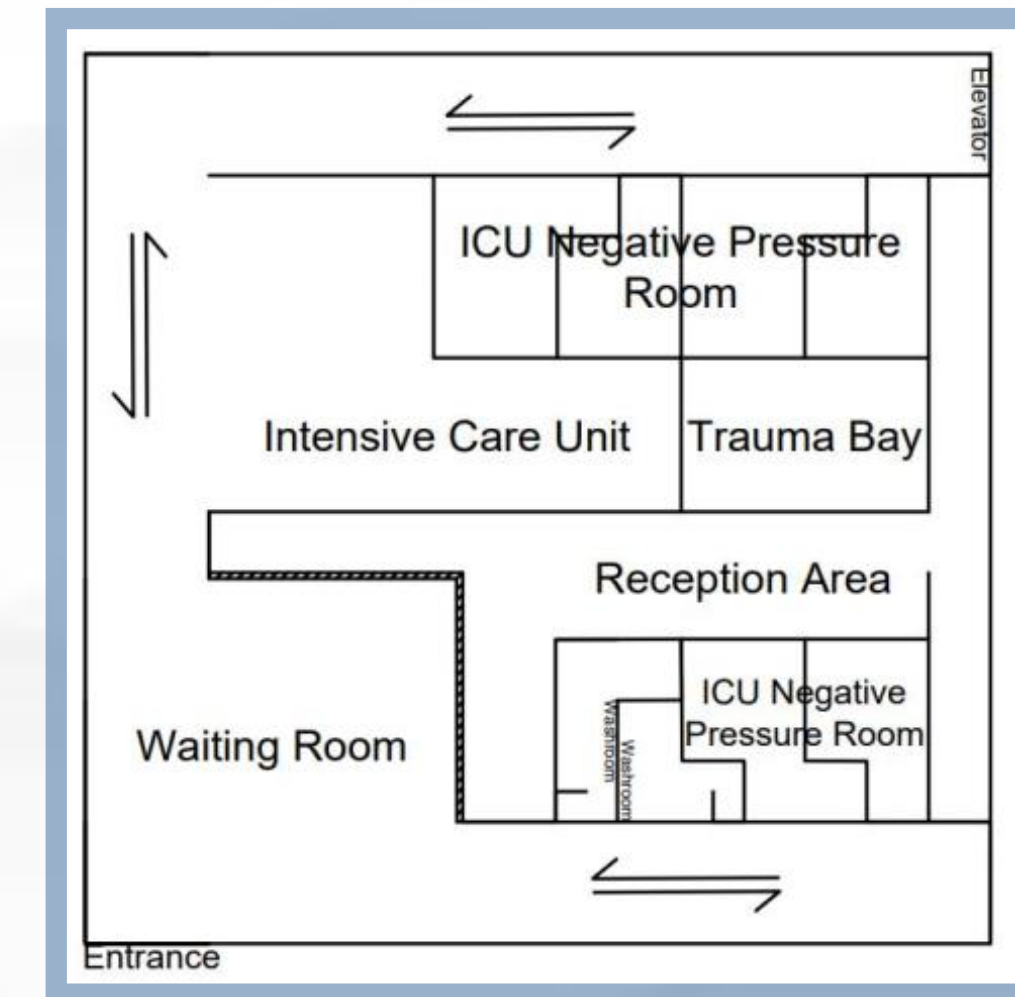 Elevator
ICU Negative Pressure
Room
Intensive Care Unit
Trauma Bay
Reception Area
ICU Negative
Pressure Room
Washroom
Washroom
Waiting Room
Entrance